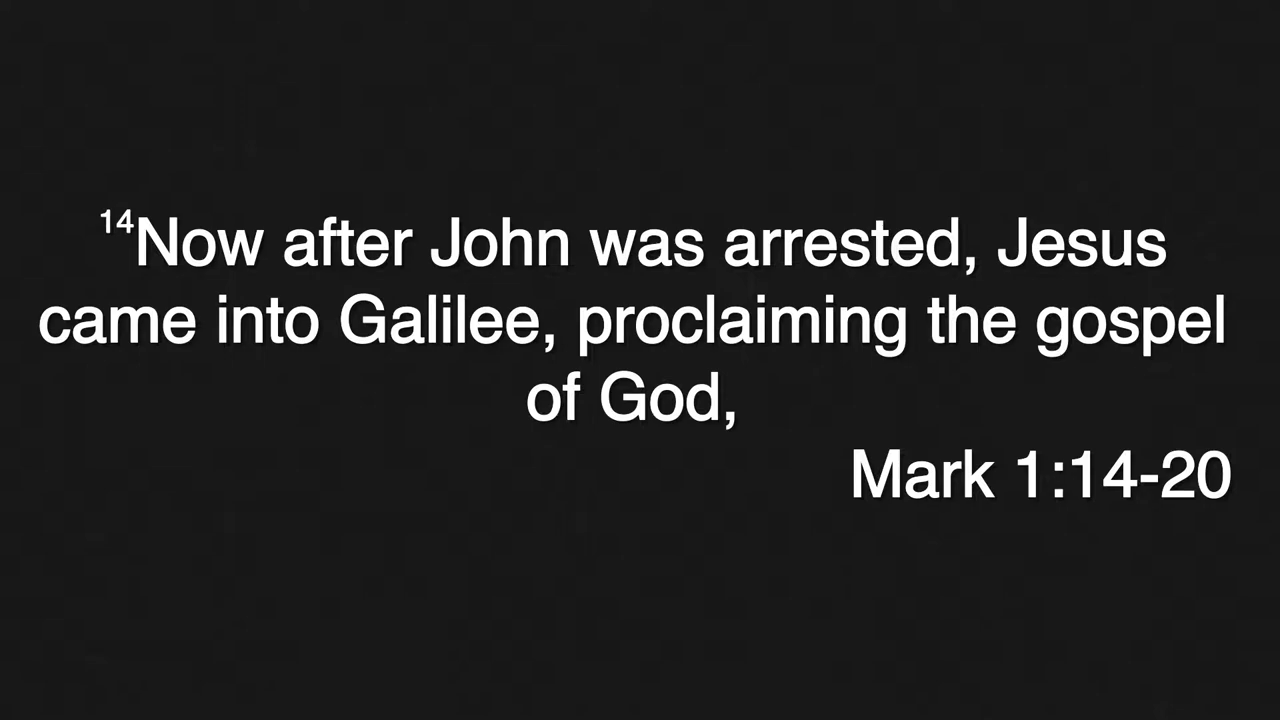 14Now after John was arrested, Jesus
came into Galilee, proclaiming the gospel
of God,
Mark 1:14-20